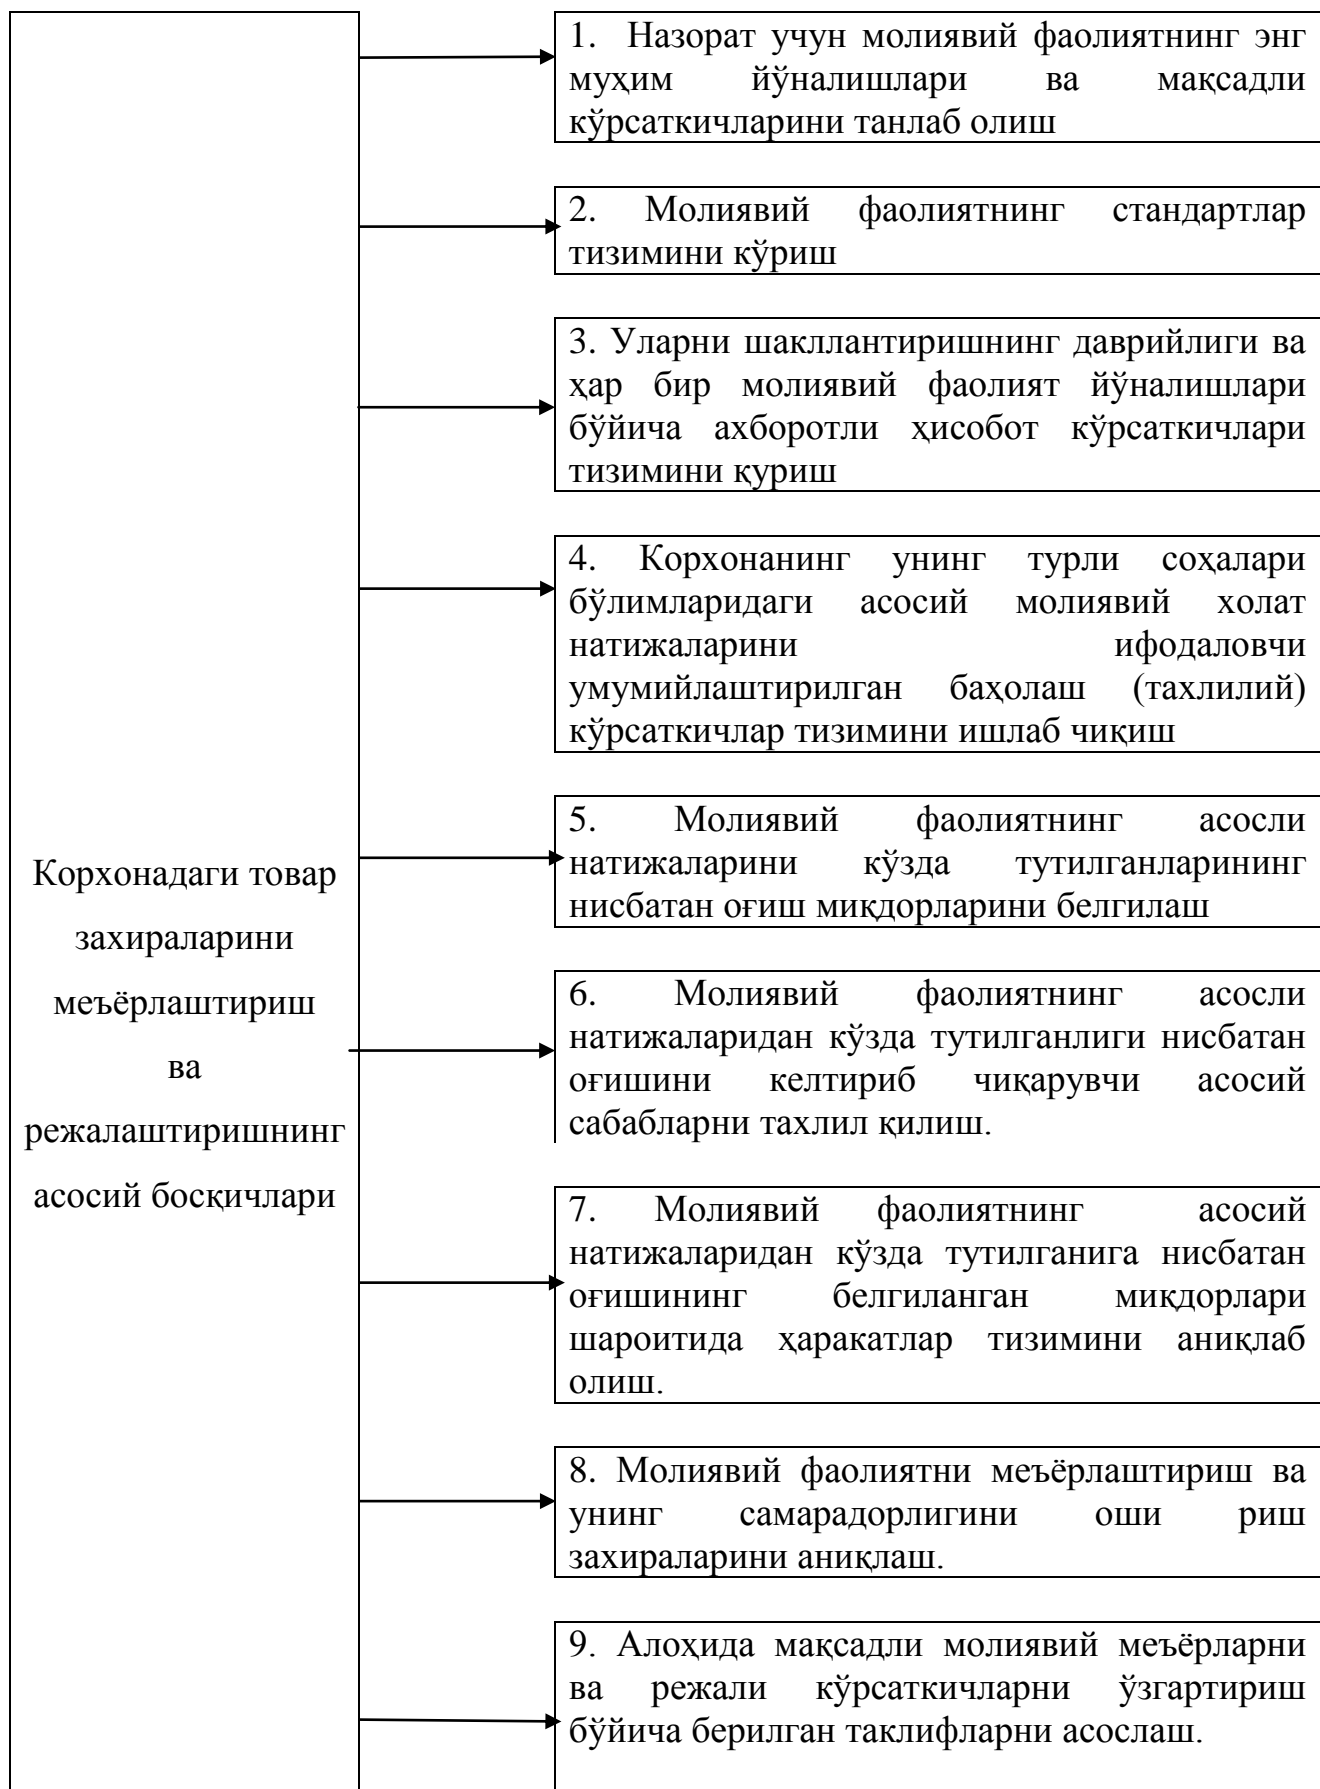 Корхонадаги товар
захираларини
меъёрлаштириш
ва
режалаштиришнинг
асосий босқичлари
1. Назорат учун молиявий фаолиятнинг энг
муҳим йўналишлари ва мақсадли
кўрсаткичларини танлаб олиш
2. Молиявий фаолиятнинг стандартлар
тизимини кўриш
3. Уларни шакллантиришнинг даврийлиги ва
ҳар бир молиявий фаолият йўналишлари
бўйича ахборотли ҳисобот кўрсаткичлари
тизимини қуриш
4. Корхонанинг унинг турли соҳалари
бўлимларидаги асосий молиявий холат
натижаларини ифодаловчи
умумийлаштирилган баҳолаш (тахлилий)
кўрсаткичлар тизимини ишлаб чиқиш
5. Молиявий фаолиятнинг асосли
натижаларини кўзда тутилганларининг
нисбатан оғиш миқдорларини белгилаш
6. Молиявий фаолиятнинг асосли
натижаларидан кўзда тутилганлиги нисбатан
оғишини келтириб чиқарувчи асосий
сабабларни тахлил қилиш.
7. Молиявий фаолиятнинг асосий
натижаларидан кўзда тутилганига нисбатан
оғишининг белгиланган миқдорлари
шароитида ҳаракатлар тизимини аниқлаб
олиш.
8. Молиявий фаолиятни меъёрлаштириш ва
унинг самарадорлигини оши риш
захираларини аниқлаш.
9. Алоҳида мақсадли молиявий меъёрларни
ва режали кўрсаткичларни ўзгартириш
бўйича берилган таклифларни асослаш.